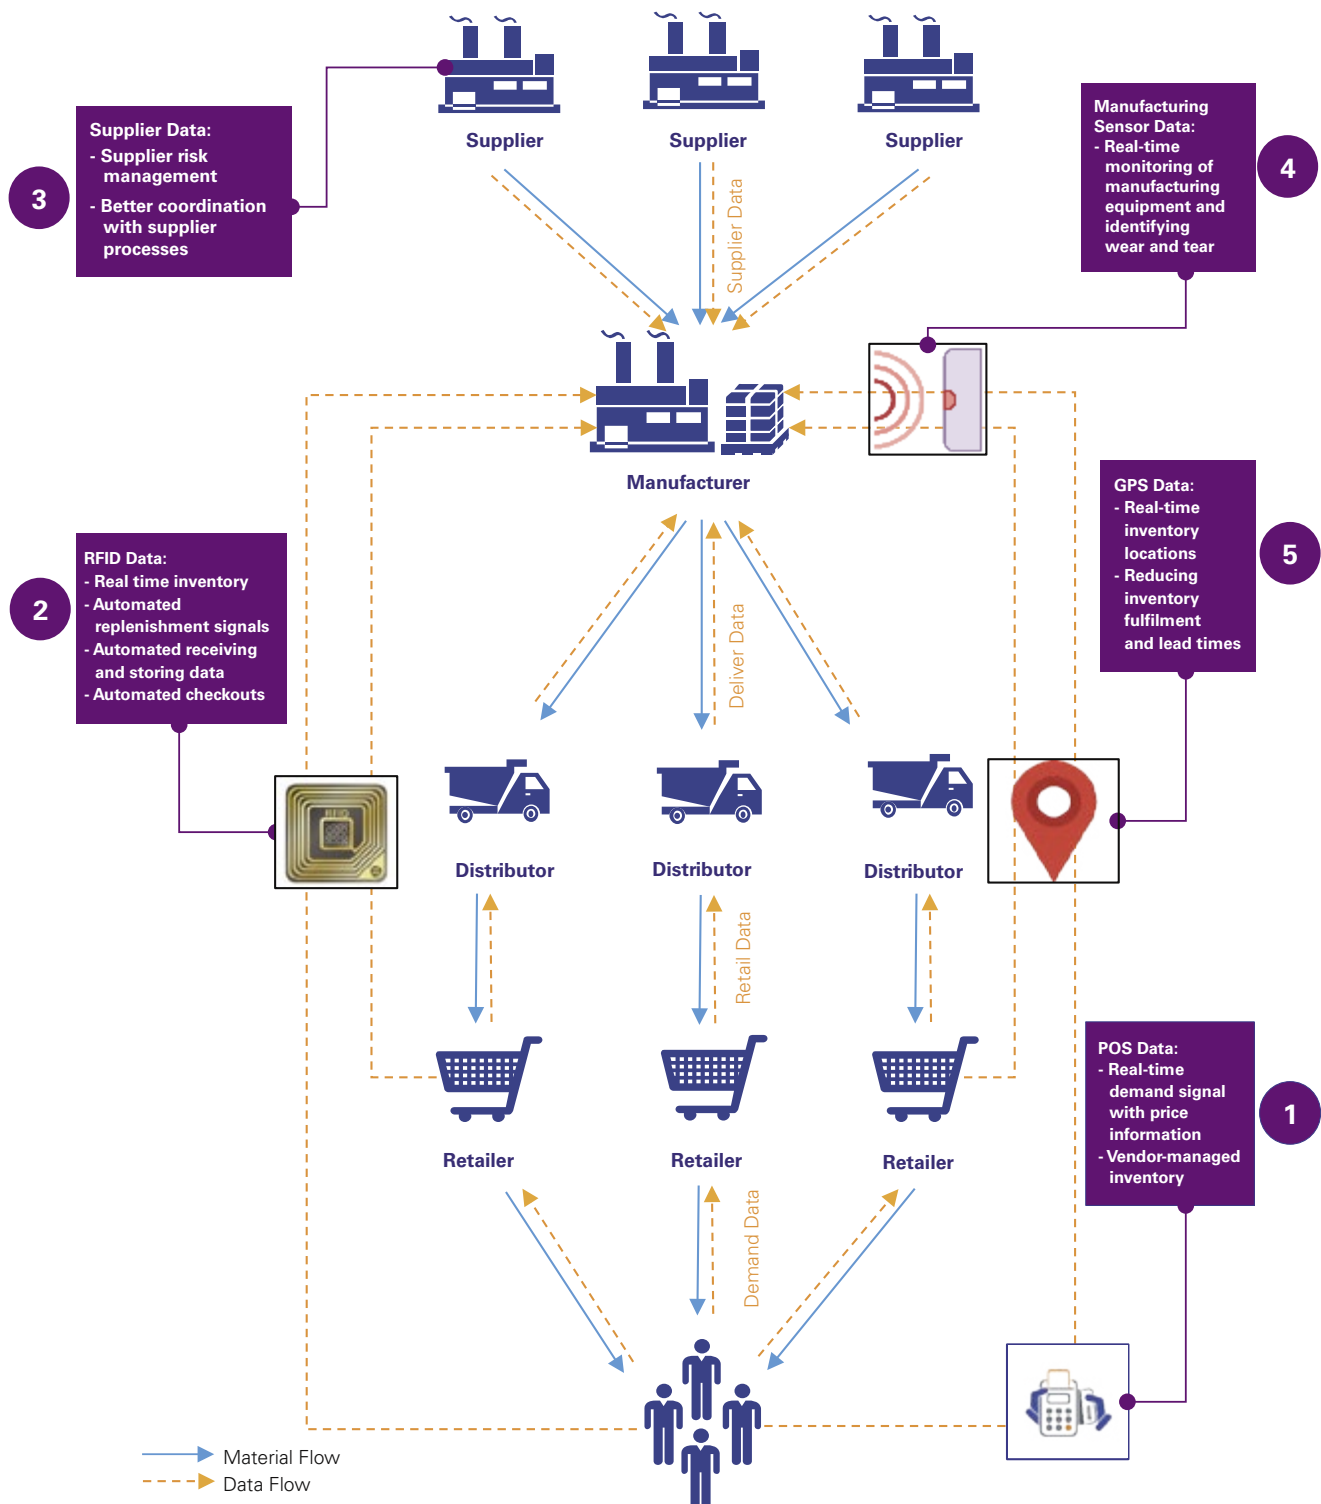 Supplier
Supplier
Supplier
3
Supplier Data:
- Supplier risk
management
- Better coordination
with supplier
processes
Manufacturing
Sensor Data:
- Real-time
monitoring of
manufacturing
equipment and
identifying
wear and tear
4
Supplier Data
Manufacturer
2
RFID Data:
- Real time inventory
- Automated
replenishment signals
- Automated receiving
and storing data
- Automated checkouts
GPS Data:
- Real-time
inventory
locations
- Reducing
inventory
fulfilment
and lead times
5
Deliver Data
RFID
Distributor
Distributor
Distributor
Retail Data
Retailer
Retailer
Retailer
POS Data:
- Real-time
demand signal
with price
information
- Vendor-managed
inventory
1
Demand Data
Material Flow
Data Flow